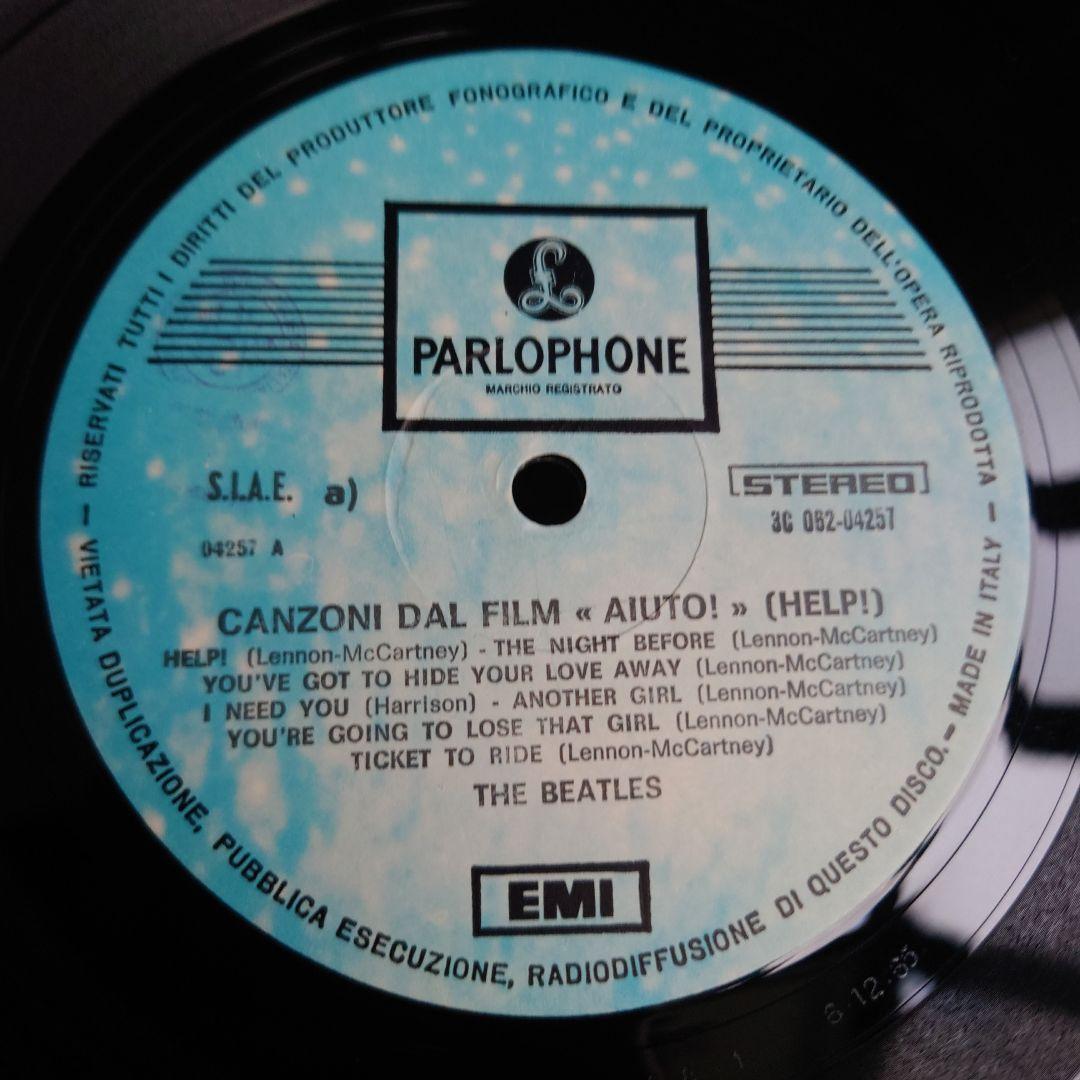 RISERVATI TUTTI I DIRITTI DEL PRODUTTORE FONOGRAFICO E DEL PROPRIETARIO DELL'OPERA RIPRODOTTA - MADE IN ITALY -
£
PARLOPHONE
MARCHIO REGISTRATO
S.I.A.E. a)
STEREO
04257 A
3C 062-04257
CANZONI DAL FILM « AIUTO! » (HELP!)
HELP! (Lennon-McCartney) - THE NIGHT BEFORE (Lennon-McCartney)
YOU'VE GOT TO HIDE YOUR LOVE AWAY (Lennon-McCartney)
I NEED YOU (Harrison) - ANOTHER GIRL (Lennon-McCartney)
YOU'RE GOING TO LOSE THAT GIRL (Lennon-McCartney)
TICKET TO RIDE (Lennon-McCartney)
THE BEATLES
EMI
- VIETATA DUPLICAZIONE, PUBBLICA ESECUZIONE, RADIODIFFUSIONE DI QUESTO DISCO. -
6.12.65